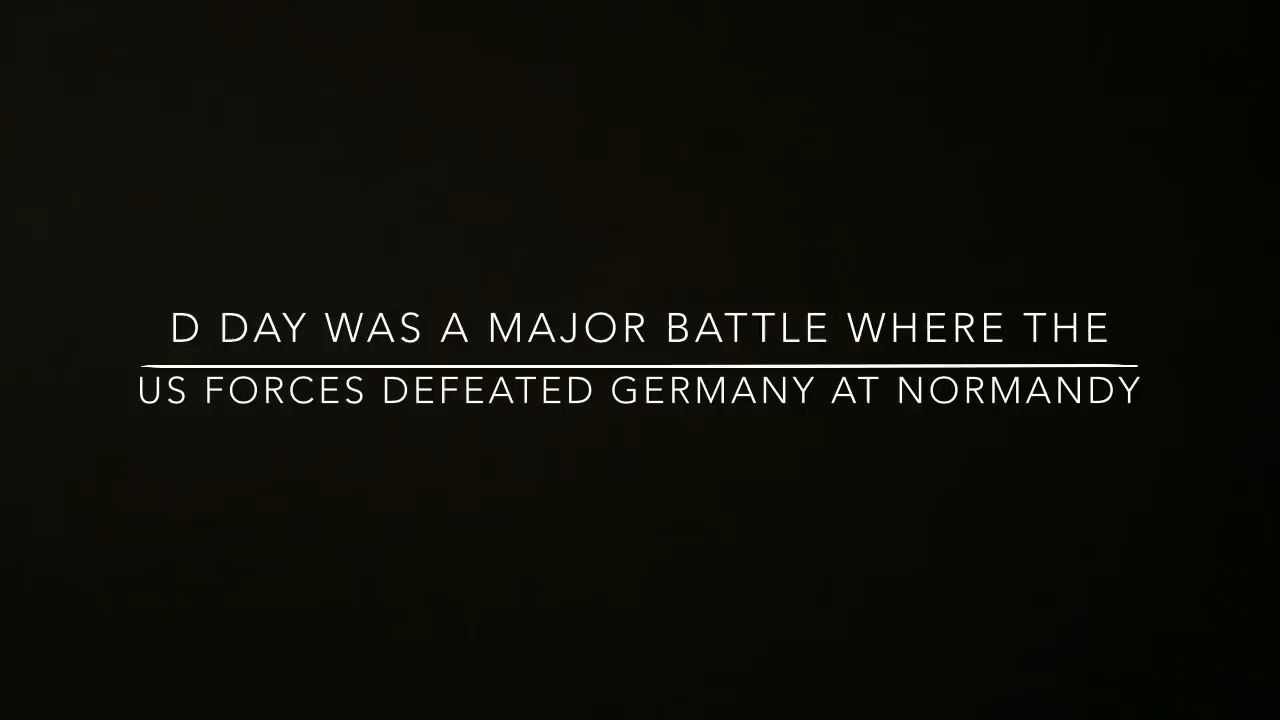 D DAY WAS A MAJOR BATTLE WHERE THE
US FORCES DEFEATED GERMANY AT NORMANDY